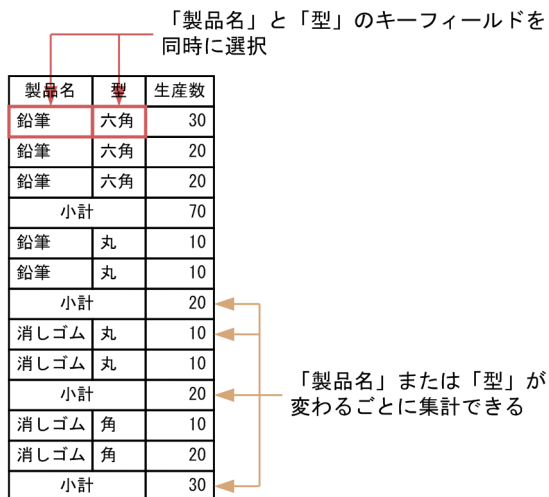 「製品名」と「型」のキーフィールドを
同時に選択
製品名 型 生産数
鉛筆 六角 30
鉛筆 六角 20
鉛筆 六角 20
小計 70
鉛筆 丸 10
鉛筆 丸 10
小計 20
消しゴム 丸 10
消しゴム 丸 10
小計 20
消しゴム 角 10
消しゴム 角 20
小計 30
「製品名」または「型」が
変わるごとに集計できる